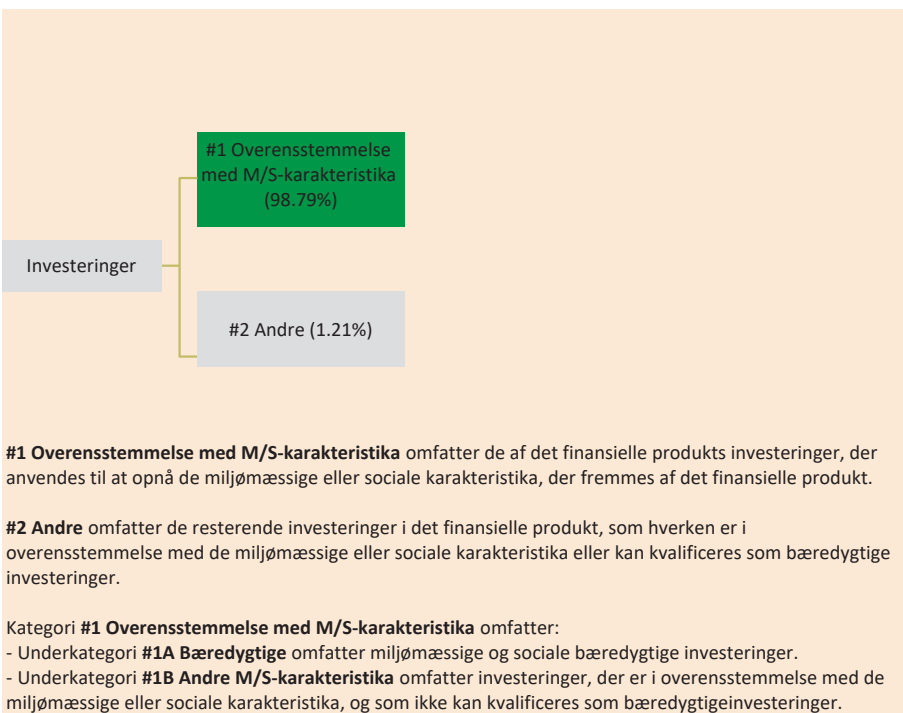 #1 Overensstemmelse
med M/S-karakteristika
(98.79%)
Investeringer
#2 Andre (1.21%)
#1 Overensstemmelse med M/S-karakteristika omfatter de af det finansielle produkts investeringer, der
anvendes til at opnå de miljømæssige eller sociale karakteristika, der fremmes af det finansielle produkt.
#2 Andre omfatter de resterende investeringer i det finansielle produkt, som hverken er i
overensstemmelse med de miljømæssige eller sociale karakteristika eller kan kvalificeres som bæredygtige
investeringer.
Kategori #1 Overensstemmelse med M/S-karakteristika omfatter:
- Underkategori #1A Bæredygtige omfatter miljømæssige og sociale bæredygtige investeringer.
- Underkategori #1B Andre M/S-karakteristika omfatter investeringer, der er i overensstemmelse med de
miljømæssige eller sociale karakteristika, og som ikke kan kvalificeres som bæredygtigeinvesteringer.